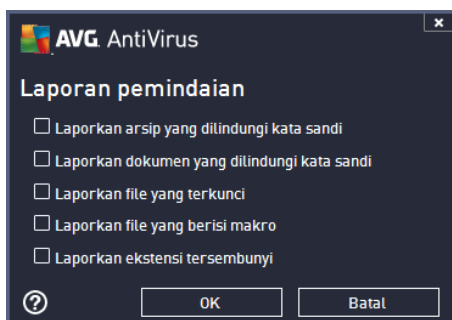 AVG AntiVirus
Laporan pemindaian
Laporkan arsip yang dilindungi kata sandi
Laporkan dokumen yang dilindungi kata sandi
Laporkan file yang terkunci
Laporkan file yang berisi makro
Laporkan ekstensi tersembunyi
OK
Batal